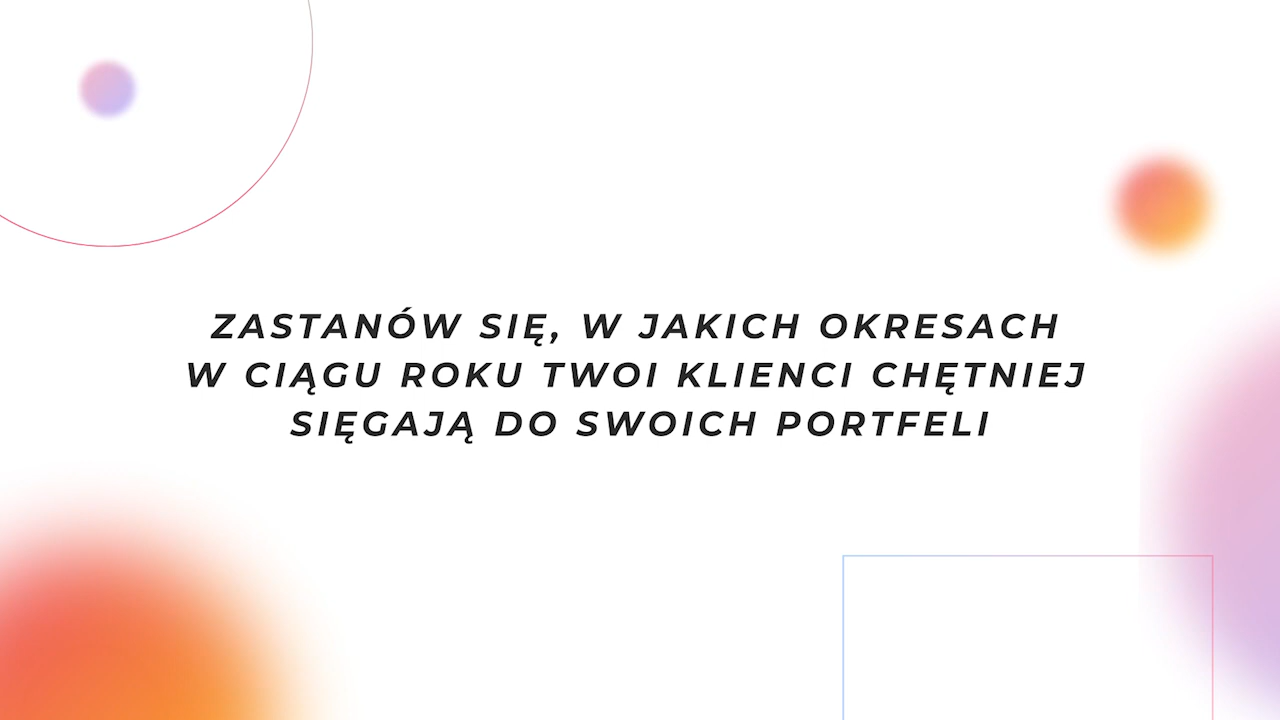 ZASTANÓW SIĘ, W JAKICH OKRESACH
W CIĄGU ROKU TWOI KLIENCI CHĘTNIEJ
SIĘGAJĄ DO SWOICH PORTFELI